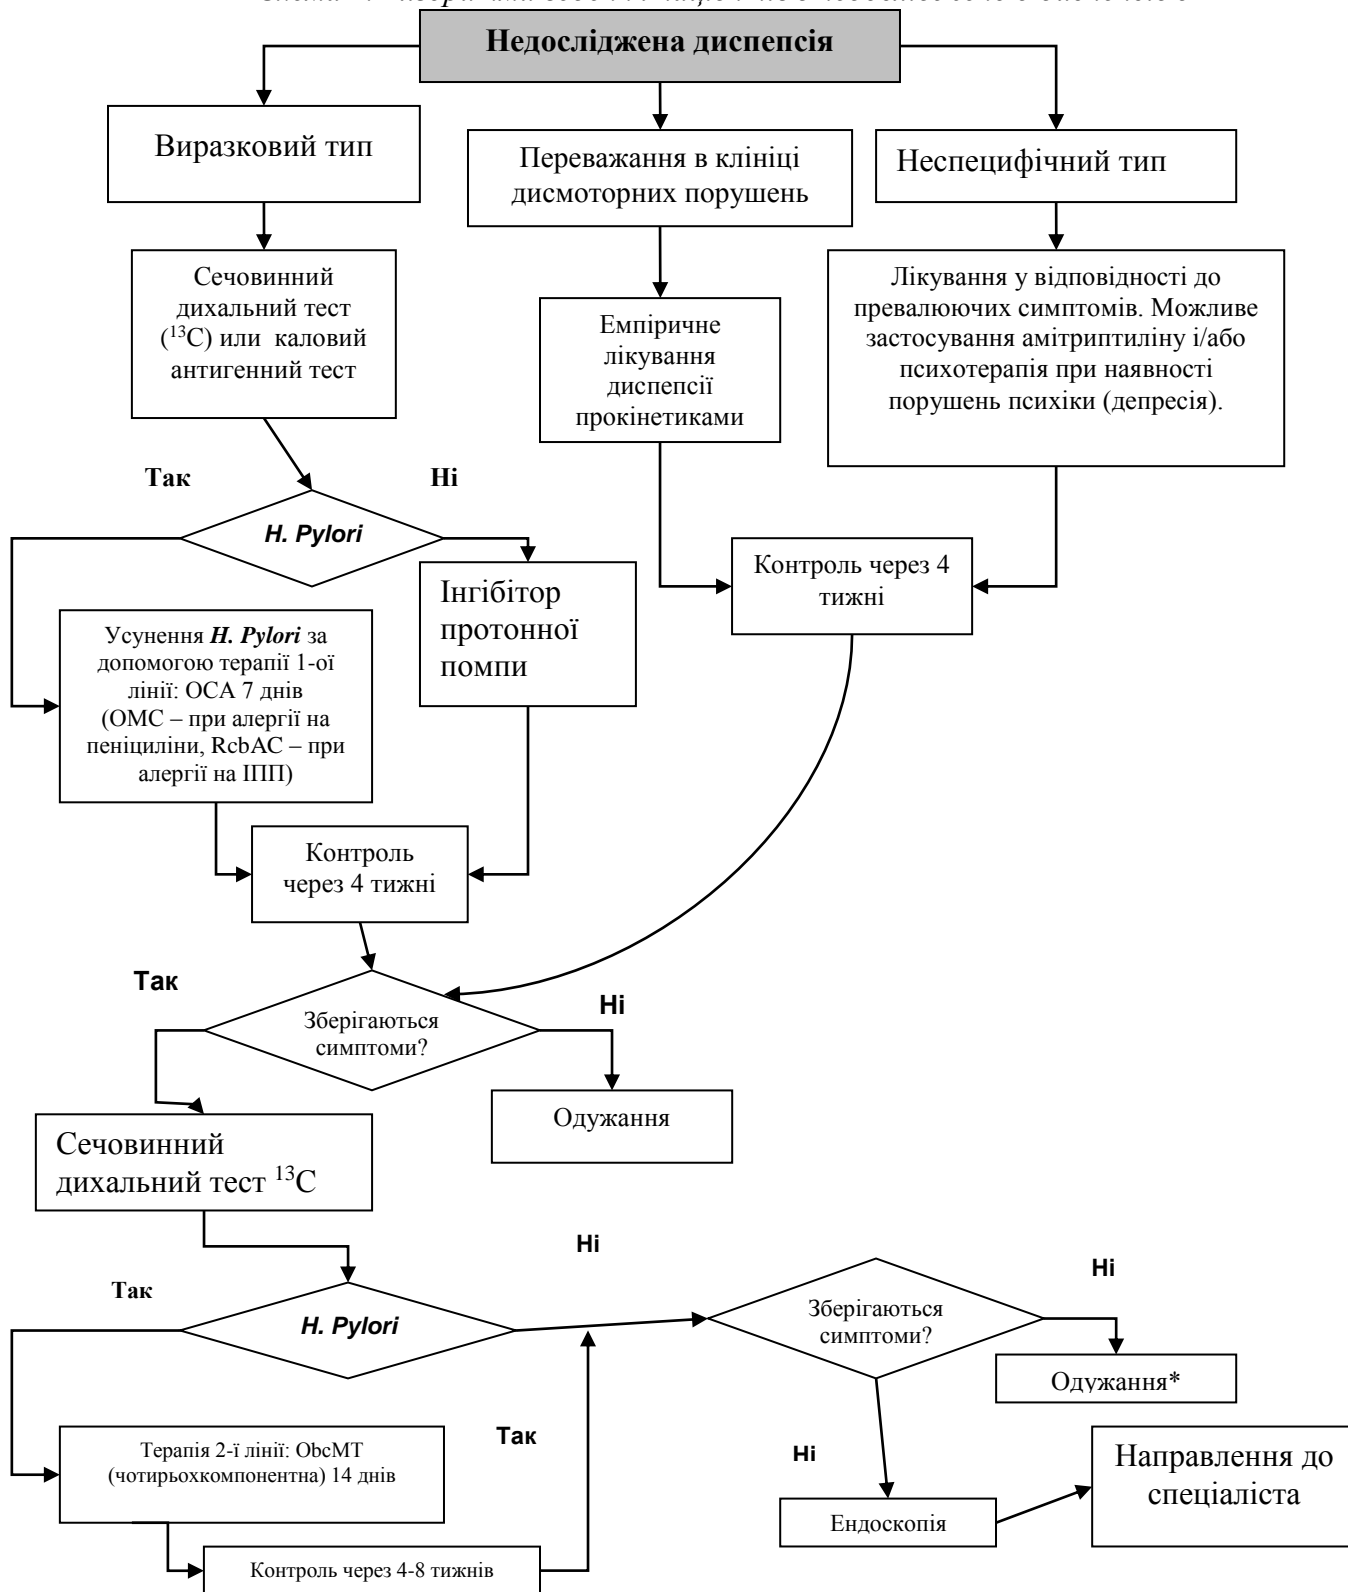 Недосліджена диспепсія
Виразковий тип
Переважання в клініці
дисмоторних порушень
Неспецифічний тип
Сечовинний
дихальний тест
(¹³С) или каловий
антигенний тест
Емпіричне
лікування
диспепсії
прокінетиками
Лікування у відповідності до
превалюючих симптомів. Можливе
застосування амітриптиліну і/або
психотерапія при наявності
порушень психіки (депресія).
Так
Ні
H. Pylori
Інгібітор
протонної
помпи
Контроль через 4
тижні
Усунення H. Pylori за
допомогою терапії 1-ої
лінії: ОСА 7 днів
(ОМС – при алергії на
пеніциліни, RcbAC – при
алергії на ІПП)
Контроль
через 4 тижні
Так
Ні
Зберігаються
симптоми?
Одужання
Сечовинний
дихальний тест ¹³С
Ні
Так
H. Pylori
Зберігаються
симптоми?
Ні
Одужання*
Терапія 2-ї лінії: ObcMT
(чотирьохкомпонентна) 14 днів
Так
Ні
Направлення до
спеціаліста
Ендоскопія
Контроль через 4-8 тижнів